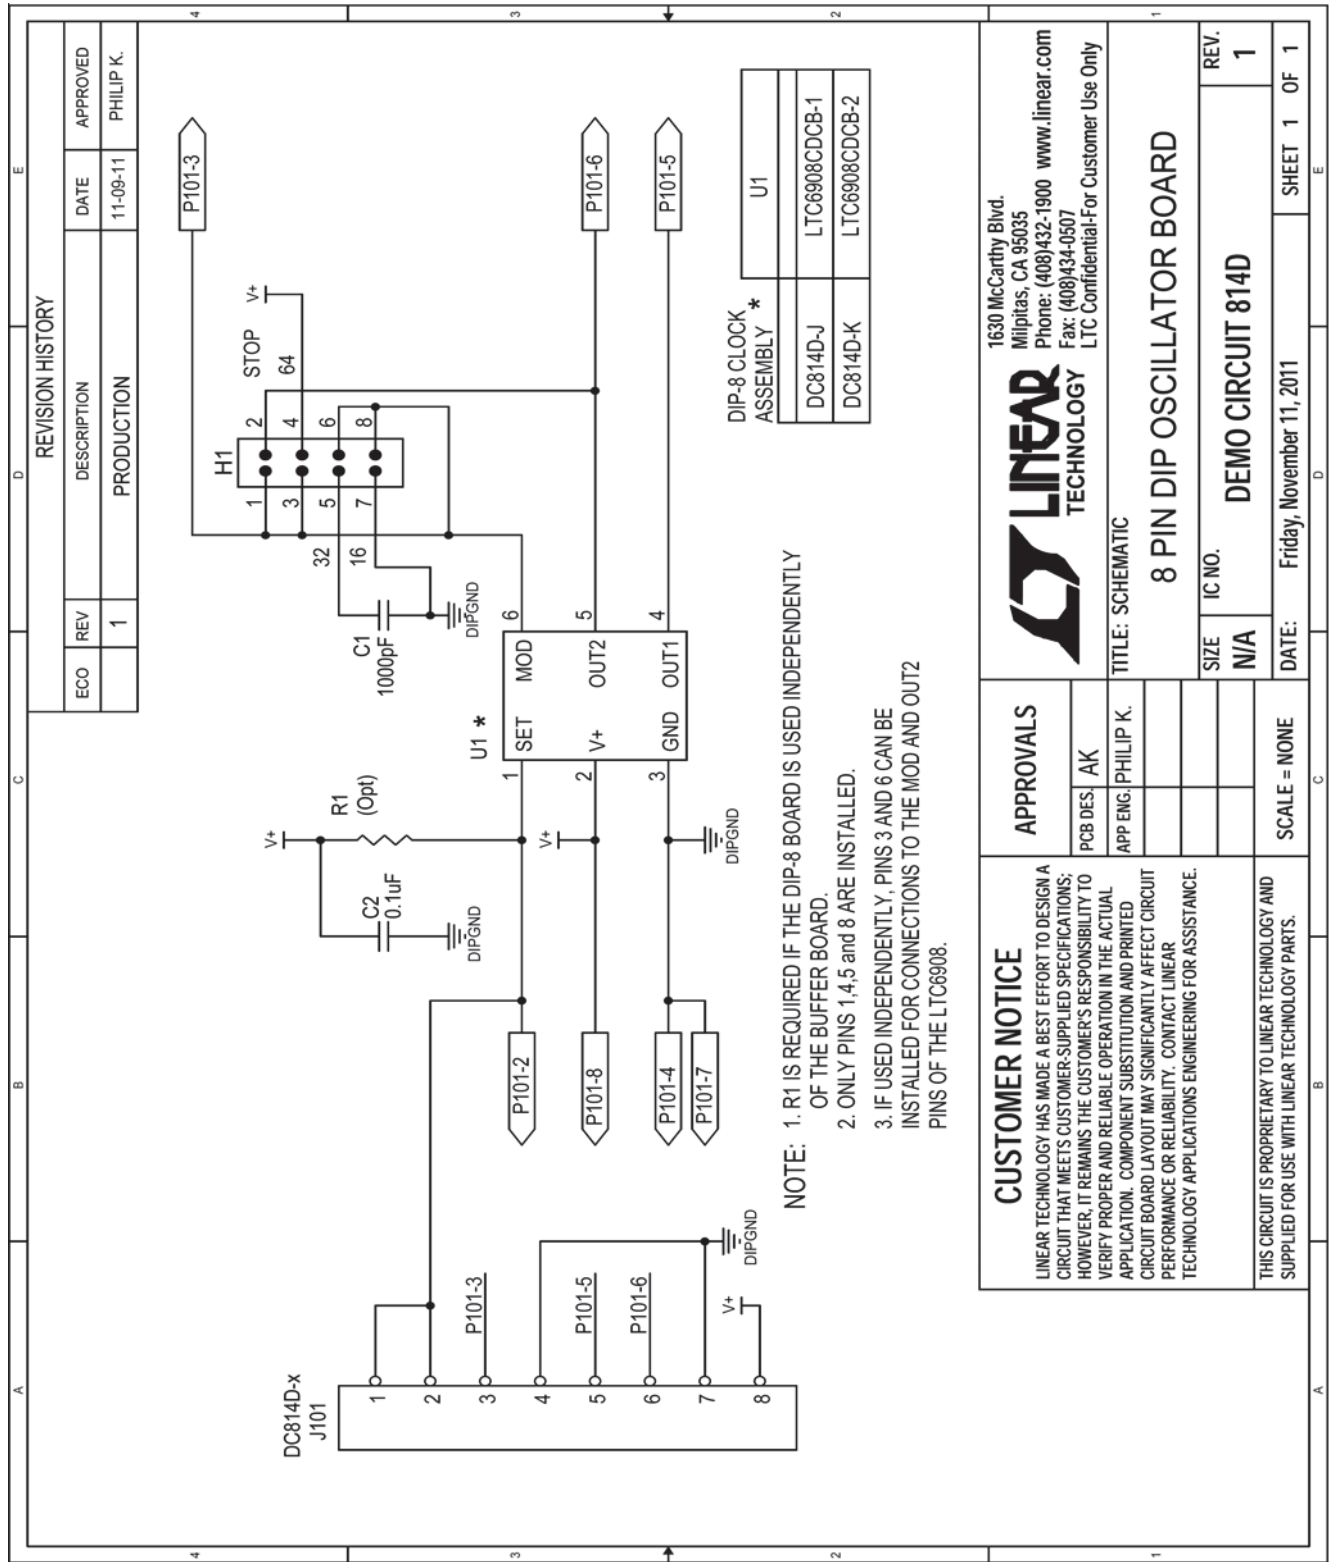 E
D
C
B
A
4
3
2
1
REVISION HISTORY
ECO REV DESCRIPTION DATE APPROVED
1 PRODUCTION 11-09-11 PHILIP K.
DC814D-x
J101
1
2
3 P101-3
4
5 P101-5
6 P101-6
7
8
V+
DIPGND
P101-2
P101-8
P101-4
P101-7
V+
C2
0.1uF
DIPGND
R1
(Opt)
V+
DIPGND
U1 *
1 SET MOD 6
2 V+ OUT2 5
3 GND OUT1 4
C1
1000pF
DIPGND
32
16
H1
1 2
3 4
5 6
7 8
STOP
64
V+
P101-3
P101-6
P101-5
NOTE: 1. R1 IS REQUIRED IF THE DIP-8 BOARD IS USED INDEPENDENTLY
OF THE BUFFER BOARD.
2. ONLY PINS 1,4,5 and 8 ARE INSTALLED.
3. IF USED INDEPENDENTLY, PINS 3 AND 6 CAN BE
INSTALLED FOR CONNECTIONS TO THE MOD AND OUT2
PINS OF THE LTC6908.
DIP-8 CLOCK
ASSEMBLY *
U1
DC814D-J LTC6908CDCB-1
DC814D-K LTC6908CDCB-2
CUSTOMER NOTICE
LINEAR TECHNOLOGY HAS MADE A BEST EFFORT TO DESIGN A
CIRCUIT THAT MEETS CUSTOMER-SUPPLIED SPECIFICATIONS;
HOWEVER, IT REMAINS THE CUSTOMER'S RESPONSIBILITY TO
VERIFY PROPER AND RELIABLE OPERATION IN THE ACTUAL
APPLICATION. COMPONENT SUBSTITUTION AND PRINTED
CIRCUIT BOARD LAYOUT MAY SIGNIFICANTLY AFFECT CIRCUIT
PERFORMANCE OR RELIABILITY. CONTACT LINEAR
TECHNOLOGY APPLICATIONS ENGINEERING FOR ASSISTANCE.
THIS CIRCUIT IS PROPRIETARY TO LINEAR TECHNOLOGY AND
SUPPLIED FOR USE WITH LINEAR TECHNOLOGY PARTS.
APPROVALS
PCB DES. AK
APP ENG. PHILIP K.
SCALE = NONE
LINEAR
TECHNOLOGY
1630 McCarthy Blvd.
Milpitas, CA 95035
Phone: (408)432-1900 www.linear.com
Fax: (408)434-0507
LTC Confidential-For Customer Use Only
TITLE: SCHEMATIC
8 PIN DIP OSCILLATOR BOARD
SIZE
N/A
IC NO.
DEMO CIRCUIT 814D
REV.
1
DATE: Friday, November 11, 2011
SHEET 1 OF 1
4
3
2
1
E
D
C
B
A